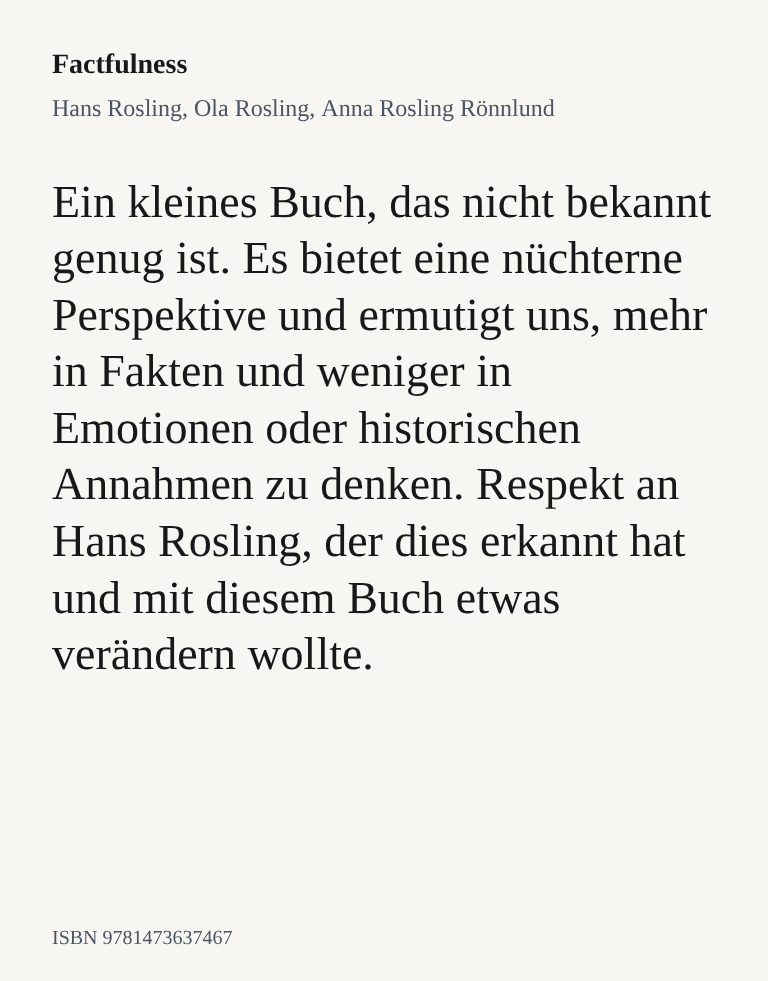 Factfulness
Hans Rosling, Ola Rosling, Anna Rosling Rönnlund
Ein kleines Buch, das nicht bekannt
genug ist. Es bietet eine nüchterne
Perspektive und ermutigt uns, mehr
in Fakten und weniger in
Emotionen oder historischen
Annahmen zu denken. Respekt an
Hans Rosling, der dies erkannt hat
und mit diesem Buch etwas
verändern wollte.
ISBN 9781473637467